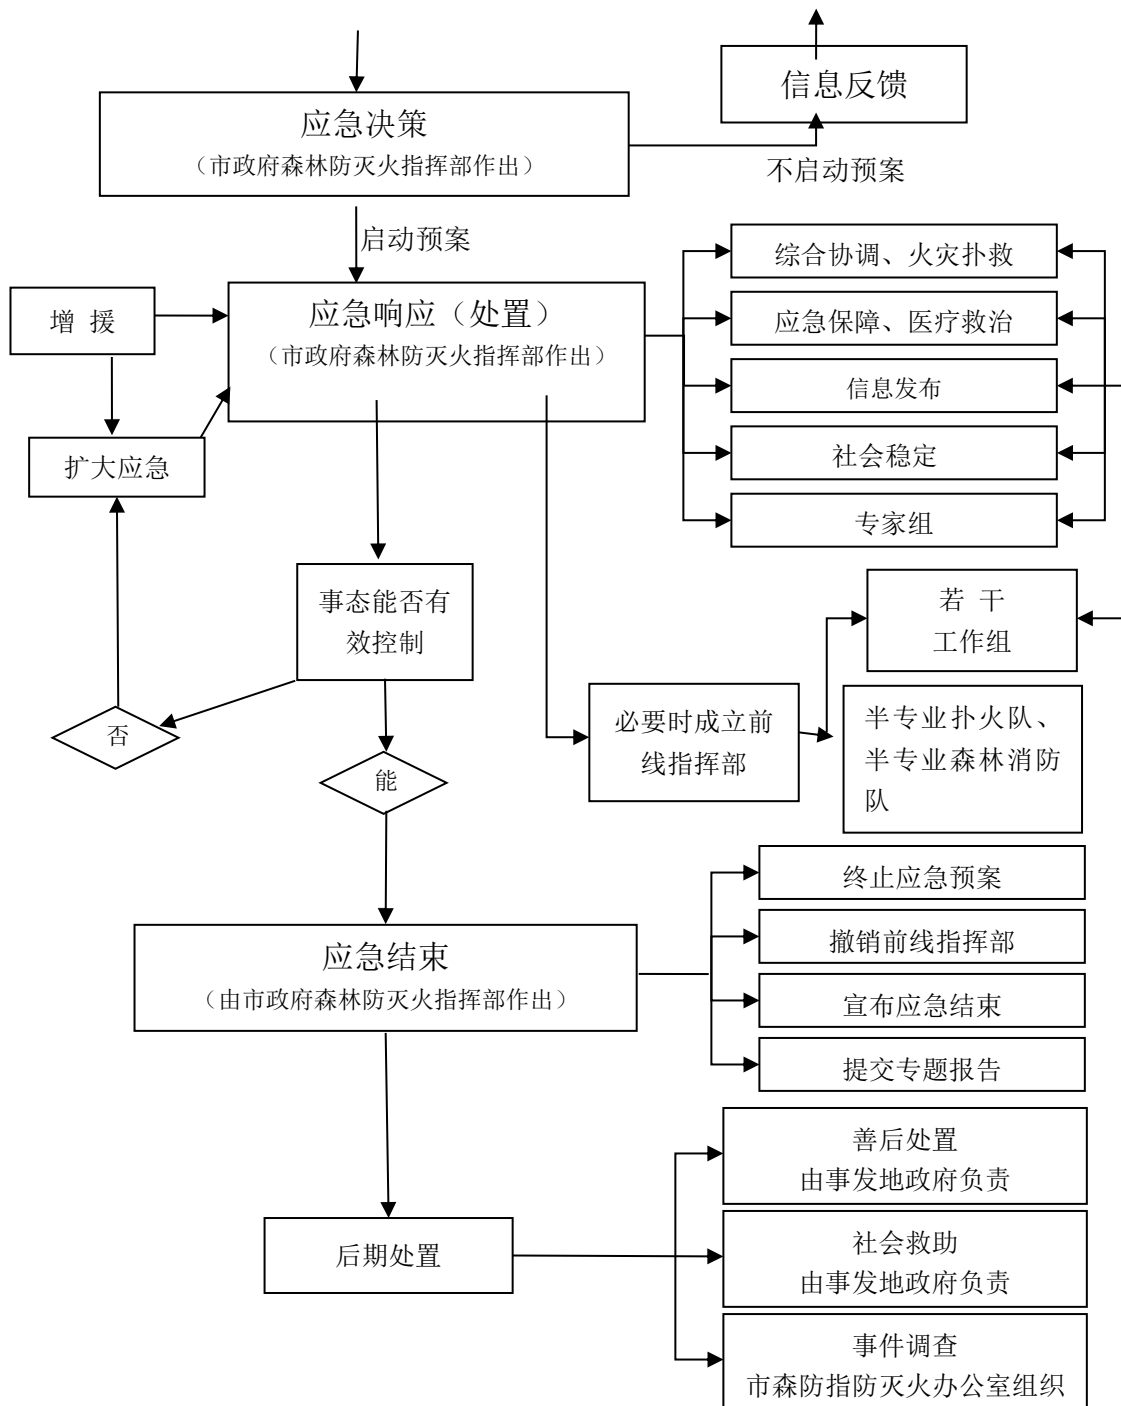 信息反馈
应急决策
（市政府森林防灭火指挥部作出）
不启动预案
启动预案
综合协调、火灾扑救
增 援
应急响应（处置）
（市政府森林防灭火指挥部作出）
应急保障、医疗救治
信息发布
扩大应急
社会稳定
专家组
事态能否有
效控制
若 干
工作组
否
能
必要时成立前
线指挥部
半专业扑火队、
半专业森林消防
队
终止应急预案
撤销前线指挥部
应急结束
（由市政府森林防灭火指挥部作出）
宣布应急结束
提交专题报告
善后处置
由事发地政府负责
后期处置
社会救助
由事发地政府负责
事件调查
市森防指防灭火办公室组织